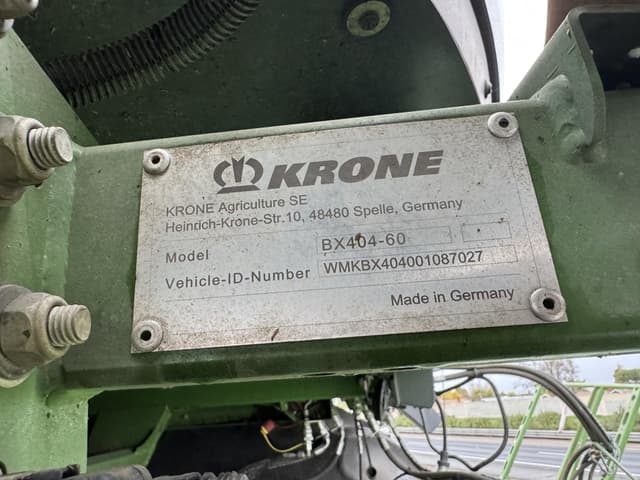 KRONE
KRONE Agriculture SE
Heinrich-Krone-Str.10, 48480 Spelle, Germany
Model BX404-60
Vehicle-ID-Number WMKBX404001087027
Made in Germany